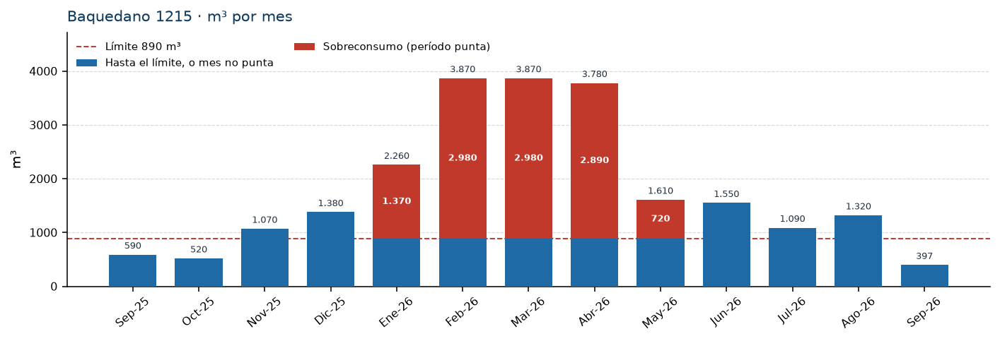 Baquedano 1215 · m³ por mes
Límite 890 m³
Hasta el límite, o mes no punta
Sobreconsumo (período punta)
m³
4000
3000
2000
1000
0
590
520
1.070
1.380
2.260
1.370
3.870
2.980
3.870
2.980
3.780
2.890
1.610
720
1.550
1.090
1.320
397
Sep-25
Oct-25
Nov-25
Dic-25
Ene-26
Feb-26
Mar-26
Abr-26
May-26
Jun-26
Jul-26
Ago-26
Sep-26